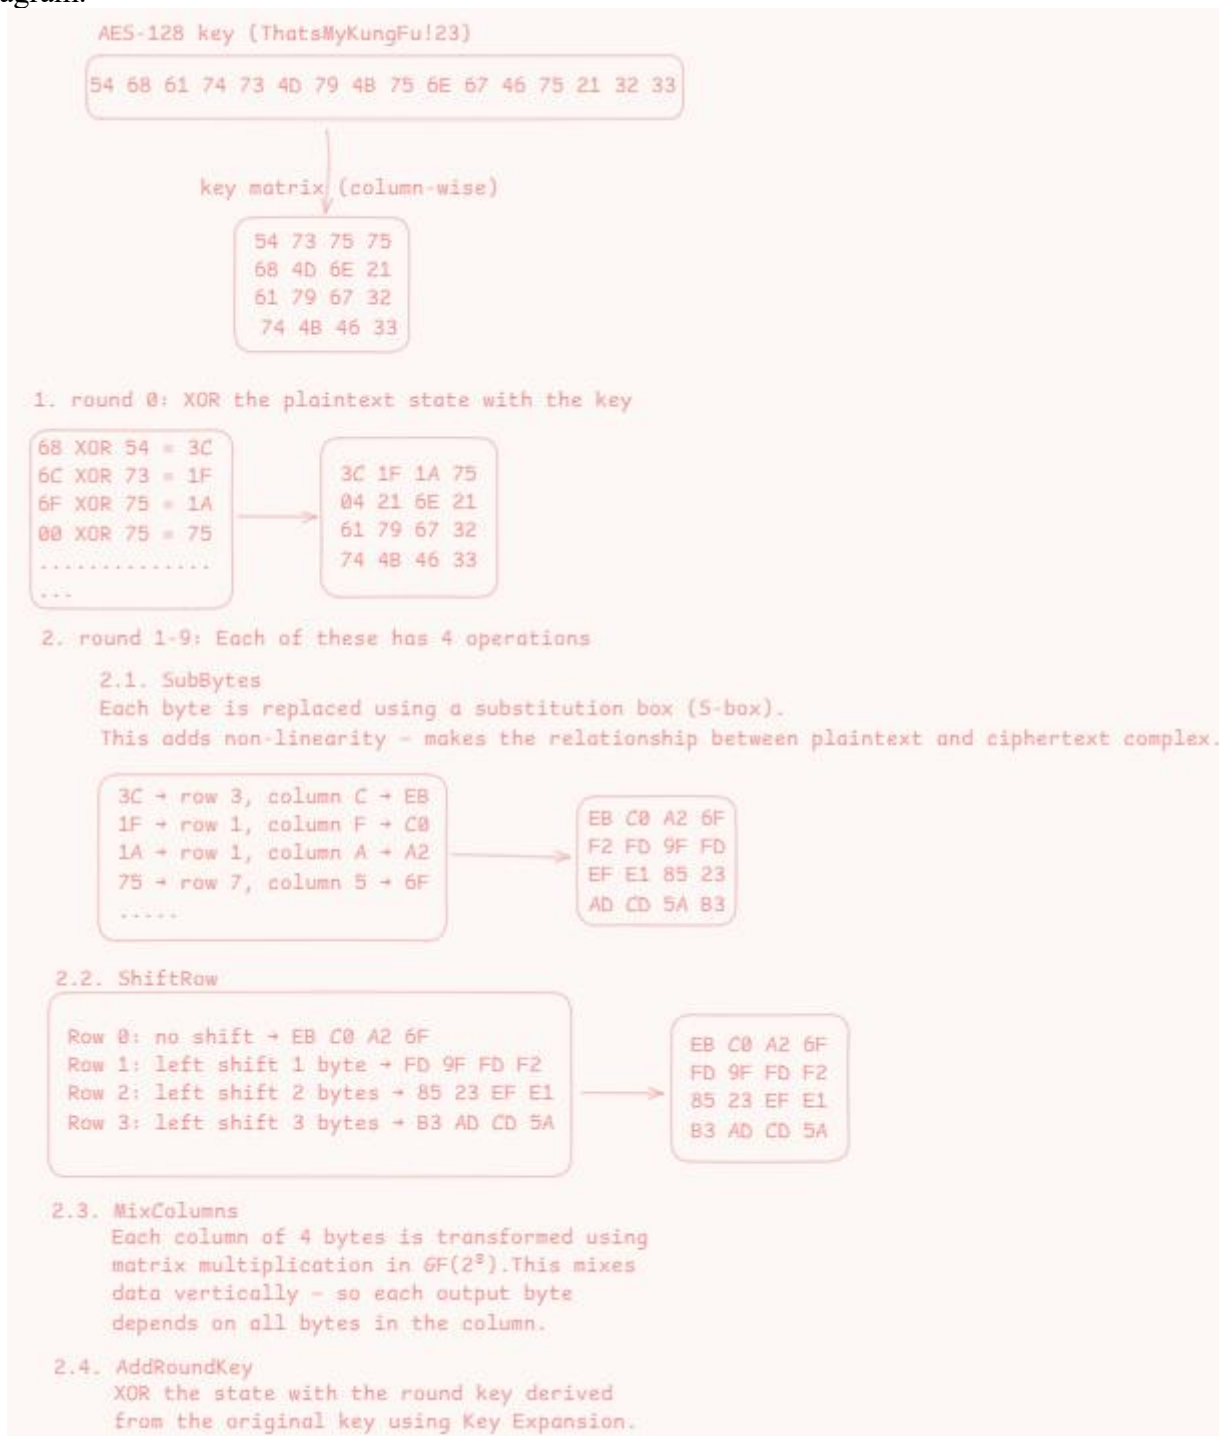 agram.
AES-128 key (ThatsMyKungFu!23)
54 68 61 74 73 4D 79 4B 75 6E 67 46 75 21 32 33
key matrix (column-wise)
54 73 75 75
68 4D 6E 21
61 79 67 32
74 4B 46 33
1. round 0: XOR the plaintext state with the key
68 XOR 54 = 3C
6C XOR 73 = 1F
6F XOR 75 = 1A
00 XOR 75 = 75
..............
...
3C 1F 1A 75
04 21 6E 21
61 79 67 32
74 4B 46 33
2. round 1-9: Each of these has 4 operations
2.1. SubBytes
Each byte is replaced using a substitution box (S-box).
This adds non-linearity – makes the relationship between plaintext and ciphertext complex.
3C → row 3, column C → EB
1F → row 1, column F → C0
1A → row 1, column A → A2
75 → row 7, column 5 → 6F
.....
EB C0 A2 6F
F2 FD 9F FD
EF E1 85 23
AD CD 5A B3
2.2. ShiftRow
Row 0: no shift → EB C0 A2 6F
Row 1: left shift 1 byte → FD 9F FD F2
Row 2: left shift 2 bytes → 85 23 EF E1
Row 3: left shift 3 bytes → B3 AD CD 5A
EB C0 A2 6F
FD 9F FD F2
85 23 EF E1
B3 AD CD 5A
2.3. MixColumns
Each column of 4 bytes is transformed using
matrix multiplication in GF(2⁸).This mixes
data vertically – so each output byte
depends on all bytes in the column.
2.4. AddRoundKey
XOR the state with the round key derived
from the original key using Key Expansion.